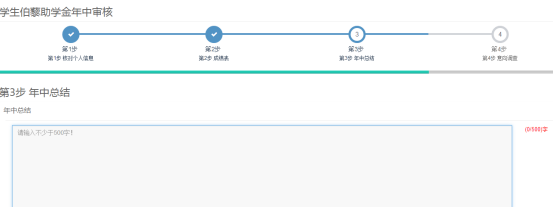 学生伯藜助学金年中审核
3
4
第1步
第2步
第3步
第4步
第1步 核对个人信息
第2步 成绩表
第3步 年中总结
第4步 意向调查
第3步 年中总结
年中总结
请输入不少于500字!
(0/500)字